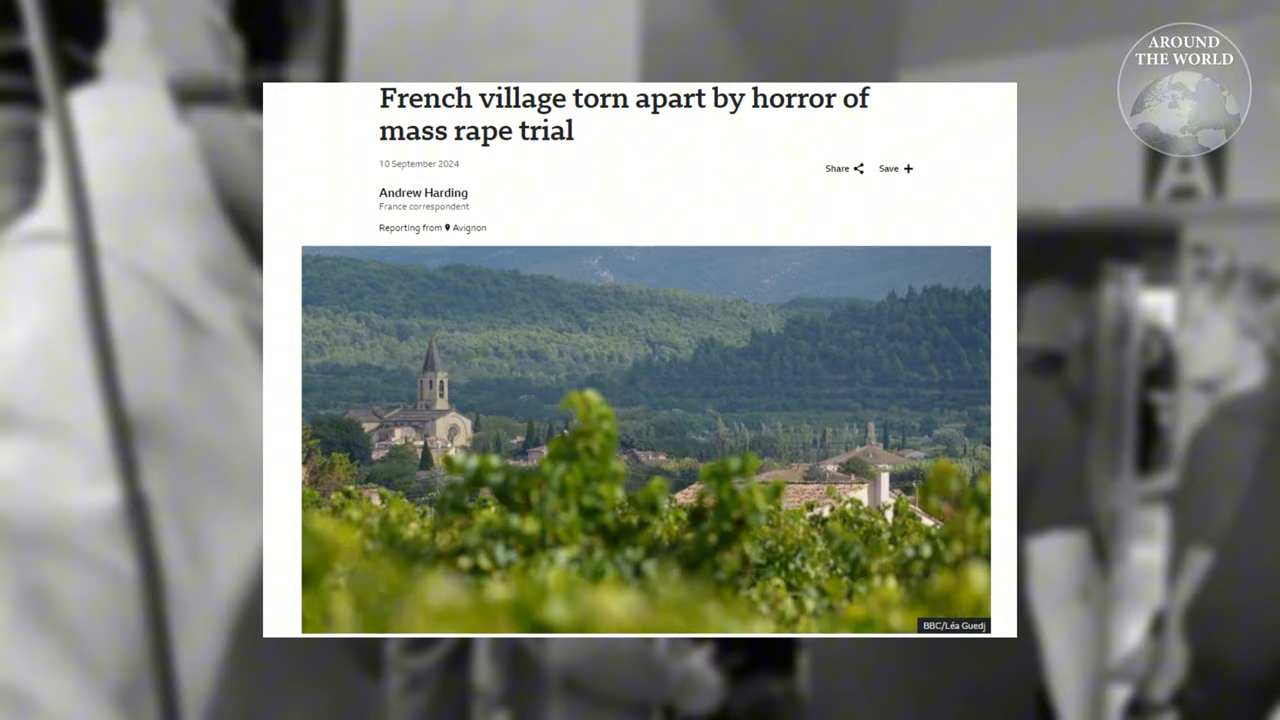 AROUND
THE WORLD
French village torn apart by horror of
mass rape trial
10 September 2024
Share
Save
Andrew Harding
France correspondent
Reporting from Avignon
BBC/Léa Guedj